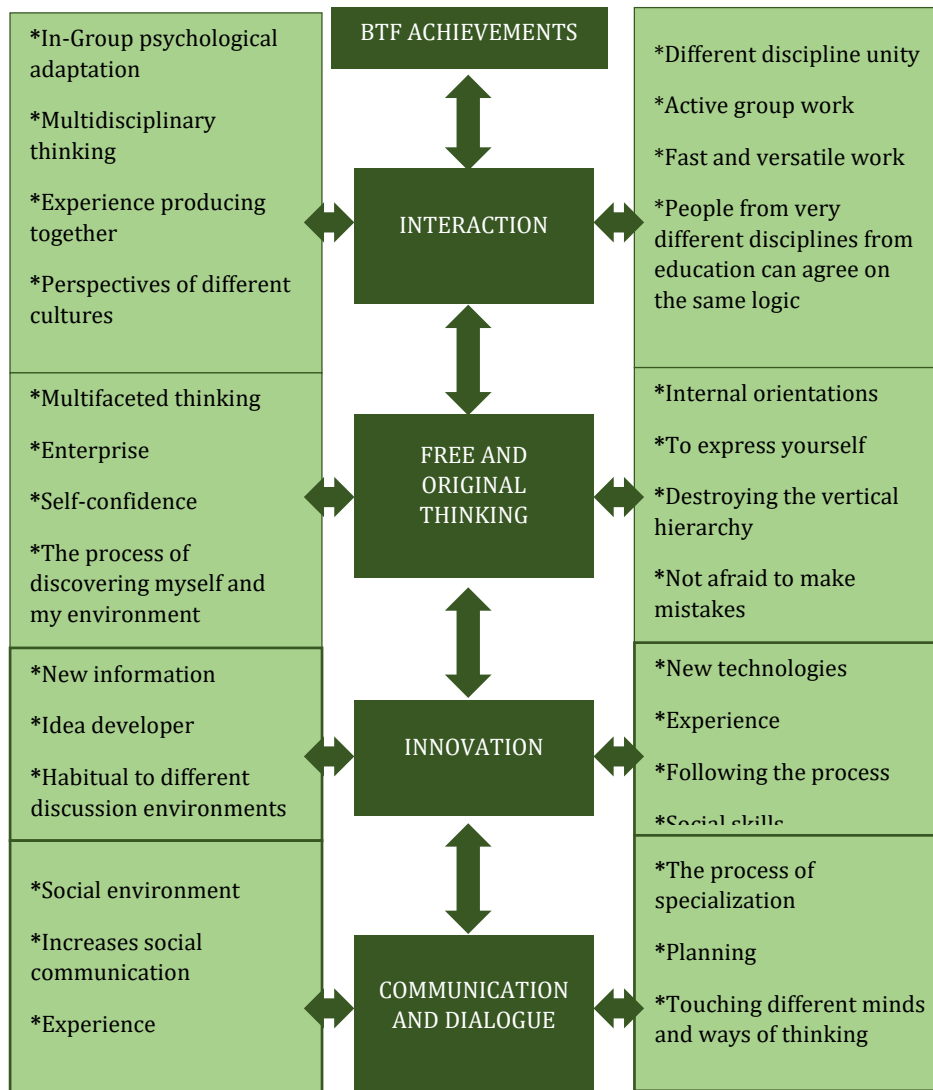 BTF ACHIEVEMENTS
*In-Group psychological
adaptation
*Multidisciplinary
thinking
*Experience producing
together
*Perspectives of different
cultures
INTERACTION
*Different discipline unity
*Active group work
*Fast and versatile work
*People from very
different disciplines from
education can agree on
the same logic
*Multifaceted thinking
*Enterprise
*Self-confidence
*The process of
discovering myself and
my environment
FREE AND
ORIGINAL
THINKING
*Internal orientations
*To express yourself
*Destroying the vertical
hierarchy
*Not afraid to make
mistakes
*New information
*Idea developer
*Habitual to different
discussion environments
INNOVATION
*New technologies
*Experience
*Following the process
*Social skills
*Social environment
*Increases social
communication
*Experience
COMMUNICATION
AND DIALOGUE
*The process of
specialization
*Planning
*Touching different minds
and ways of thinking